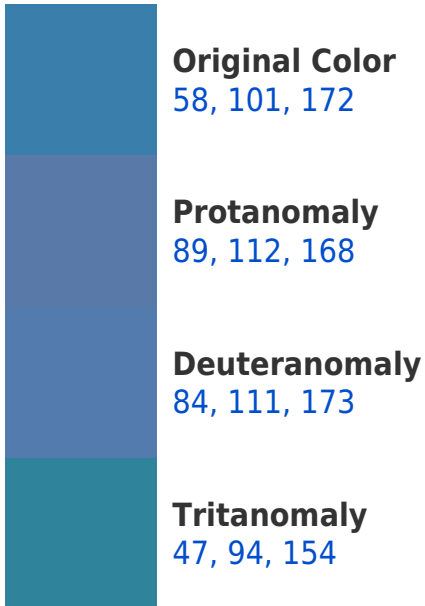 Original Color
58, 101, 172
Protanomaly
89, 112, 168
Deuteranomaly
84, 111, 173
Tritanomaly
47, 94, 154